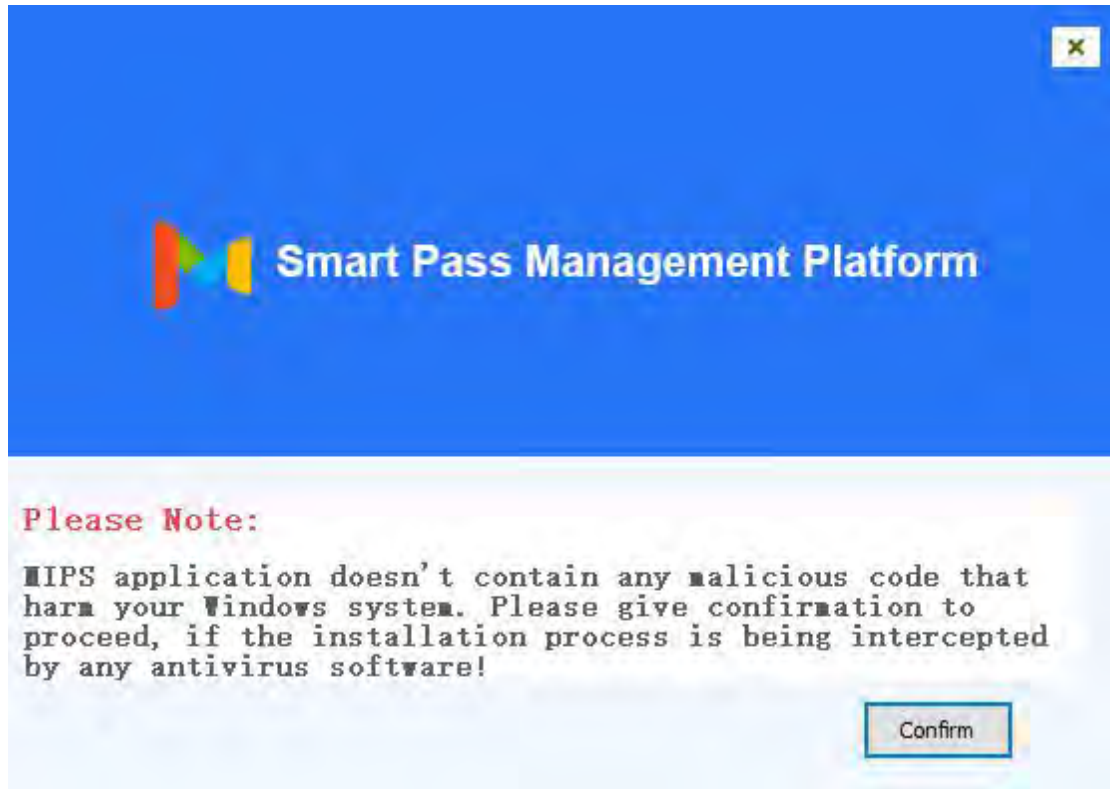 Smart Pass Management Platform
Please Note:
MIPS application doesn't contain any malicious code that
harm your Windows system. Please give confirmation to
proceed, if the installation process is being intercepted
by any antivirus software!
Confirm